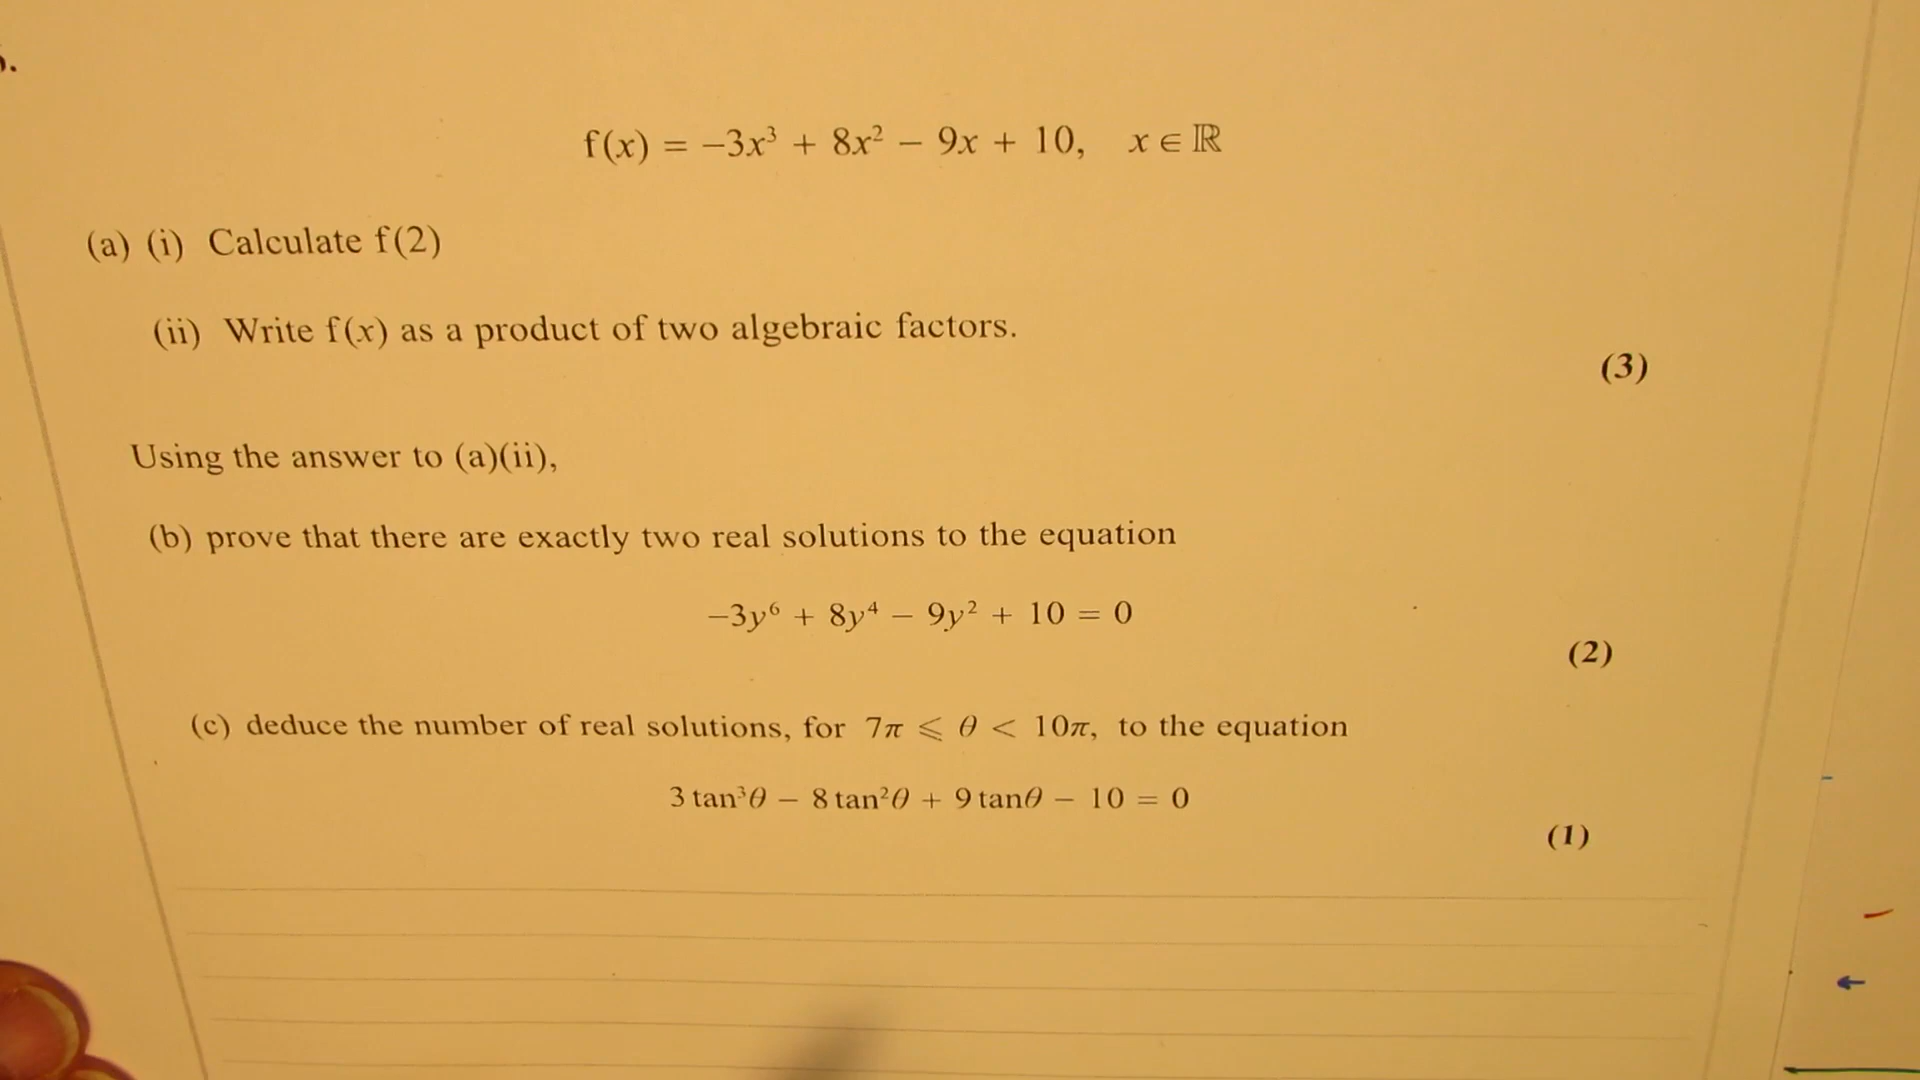 f(x) = −3x³ + 8x² − 9x + 10,   x ∈ ℝ
(a) (i) Calculate f(2)
(ii) Write f(x) as a product of two algebraic factors.
(3)
Using the answer to (a)(ii),
(b) prove that there are exactly two real solutions to the equation
−3y⁶ + 8y⁴ − 9y² + 10 = 0
(2)
(c) deduce the number of real solutions, for 7π ⩽ θ < 10π, to the equation
3 tan³θ − 8 tan²θ + 9 tanθ − 10 = 0
(1)